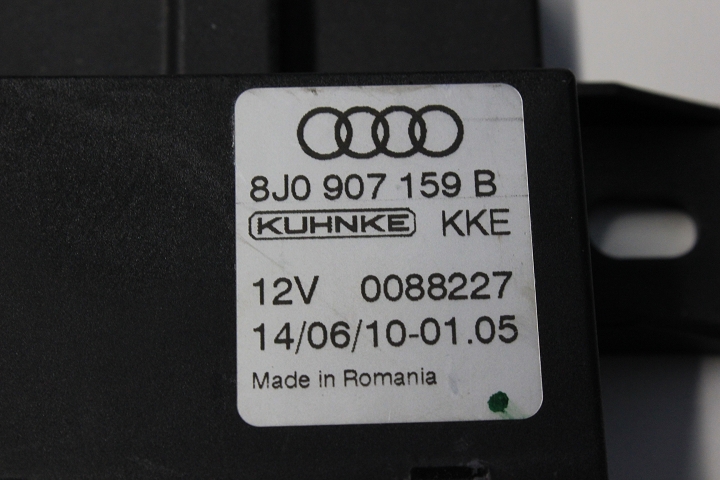 8J0 907 159 B
KUHNKE KKE
12V 0088227
14/06/10-01.05
Made in Romania